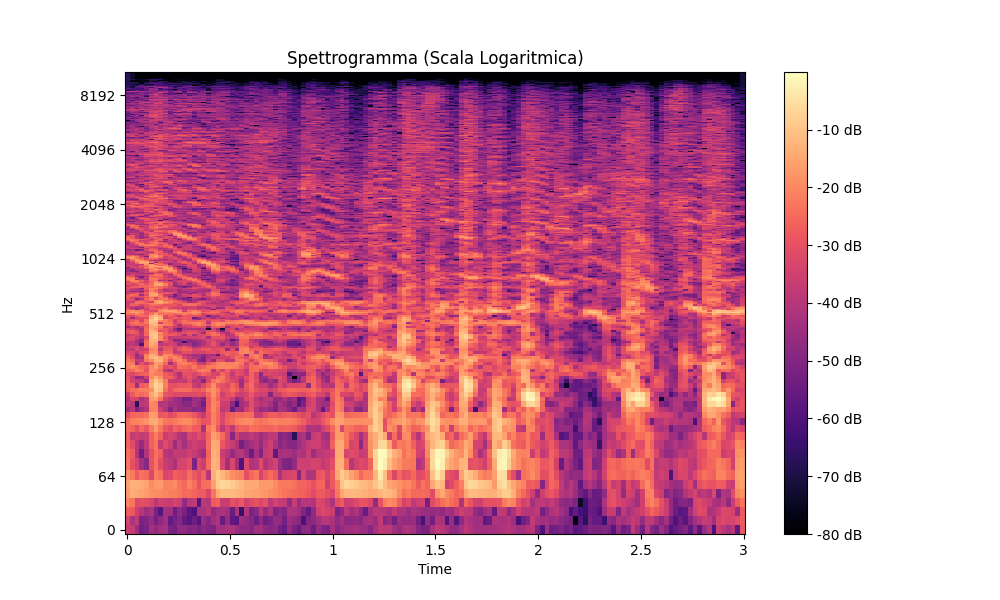 Spettrogramma (Scala Logaritmica)
Hz
8192
4096
2048
1024
512
256
128
64
0
0 0.5 1 1.5 2 2.5 3
Time
-10 dB
-20 dB
-30 dB
-40 dB
-50 dB
-60 dB
-70 dB
-80 dB